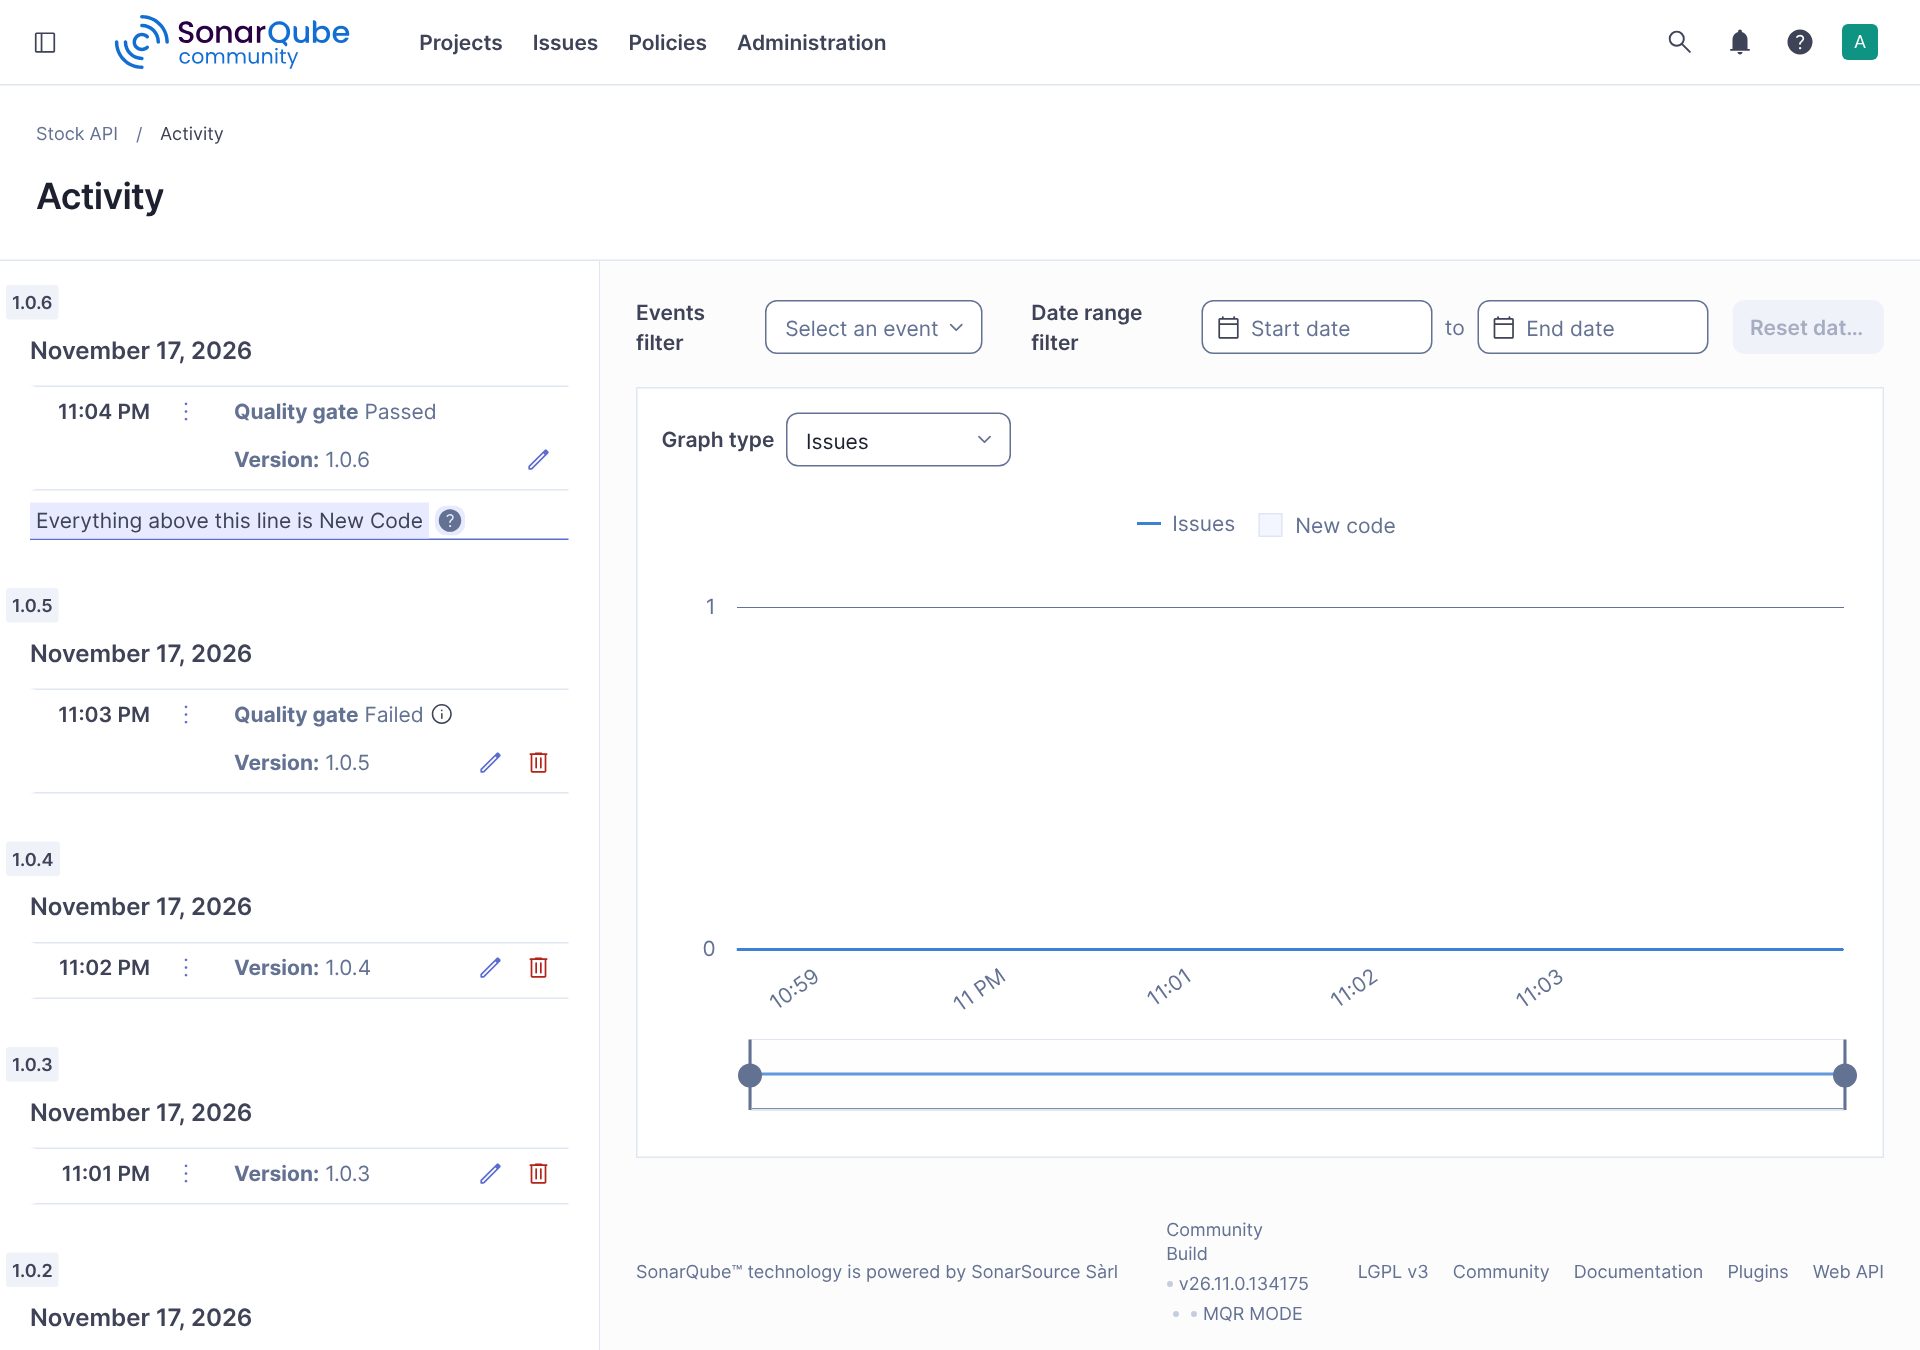 SonarQube
community
Projects Issues Policies Administration
?
A
Stock API / Activity
Activity
1.0.6
November 17, 2026
11:04 PM Quality gate Passed
Version: 1.0.6
Everything above this line is New Code ?
1.0.5
November 17, 2026
11:03 PM Quality gate Failed
Version: 1.0.5
1.0.4
November 17, 2026
11:02 PM Version: 1.0.4
1.0.3
November 17, 2026
11:01 PM Version: 1.0.3
1.0.2
November 17, 2026
Events
filter
Select an event
Date range
filter
Start date to End date
Reset dat...
Graph type Issues
Issues New code
1
0
10:59 11 PM 11:01 11:02 11:03
SonarQube™ technology is powered by SonarSource Sàrl
Community
Build
• v26.11.0.134175
• • MQR MODE
LGPL v3 Community Documentation Plugins Web API